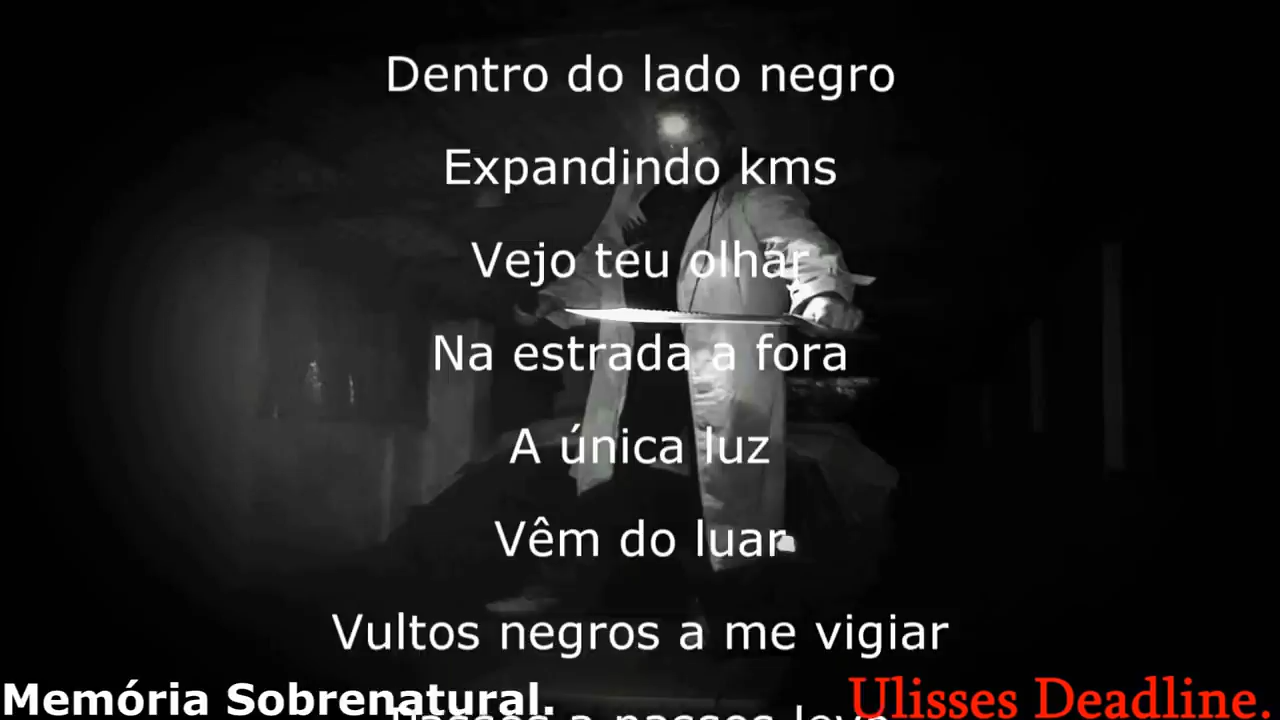 Dentro do lado negro
Expandindo kms
Vejo teu olhar
Na estrada a fora
A única luz
Vêm do luar
Vultos negros a me vigiar
Memória Sobrenatural.
Ulisses Deadline.